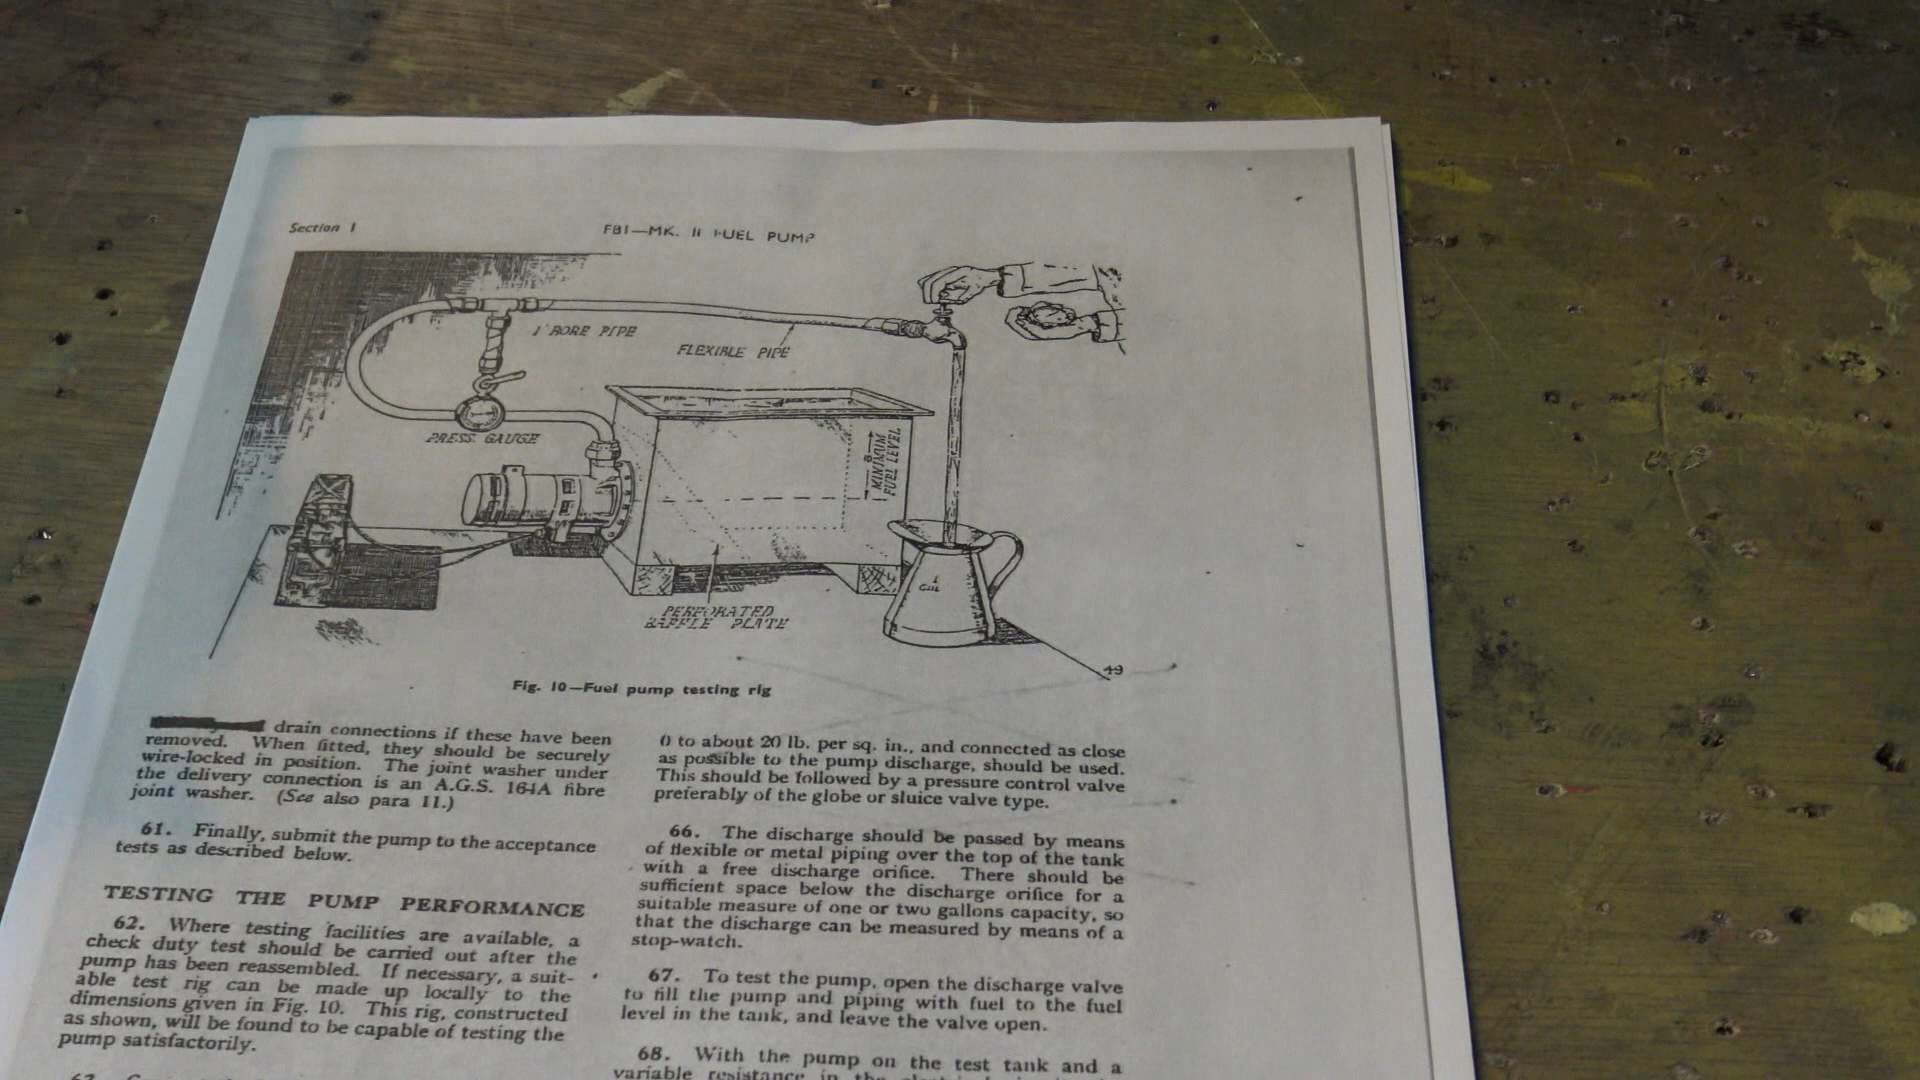 Section 1
FB1—MK. II FUEL PUMP
1" BORE PIPE
FLEXIBLE PIPE
PRESS. GAUGE
8"
MINIMUM
FUEL LEVEL
PERFORATED
BAFFLE PLATE
1
GAL
49
Fig. 10—Fuel pump testing rig
drain connections if these have been
removed. When fitted, they should be securely
wire-locked in position. The joint washer under
the delivery connection is an A.G.S. 164A fibre
joint washer. (See also para 11.)
61. Finally, submit the pump to the acceptance
tests as described below.
TESTING THE PUMP PERFORMANCE
62. Where testing facilities are available, a
check duty test should be carried out after the
pump has been reassembled. If necessary, a suit-
able test rig can be made up locally to the
dimensions given in Fig. 10. This rig, constructed
as shown, will be found to be capable of testing the
pump satisfactorily.
0 to about 20 lb. per sq. in., and connected as close
as possible to the pump discharge, should be used.
This should be followed by a pressure control valve
preferably of the globe or sluice valve type.
66. The discharge should be passed by means
of flexible or metal piping over the top of the tank
with a free discharge orifice. There should be
sufficient space below the discharge orifice for a
suitable measure of one or two gallons capacity, so
that the discharge can be measured by means of a
stop-watch.
67. To test the pump, open the discharge valve
to fill the pump and piping with fuel to the fuel
level in the tank, and leave the valve open.
68. With the pump on the test tank and a
variable resistance in the